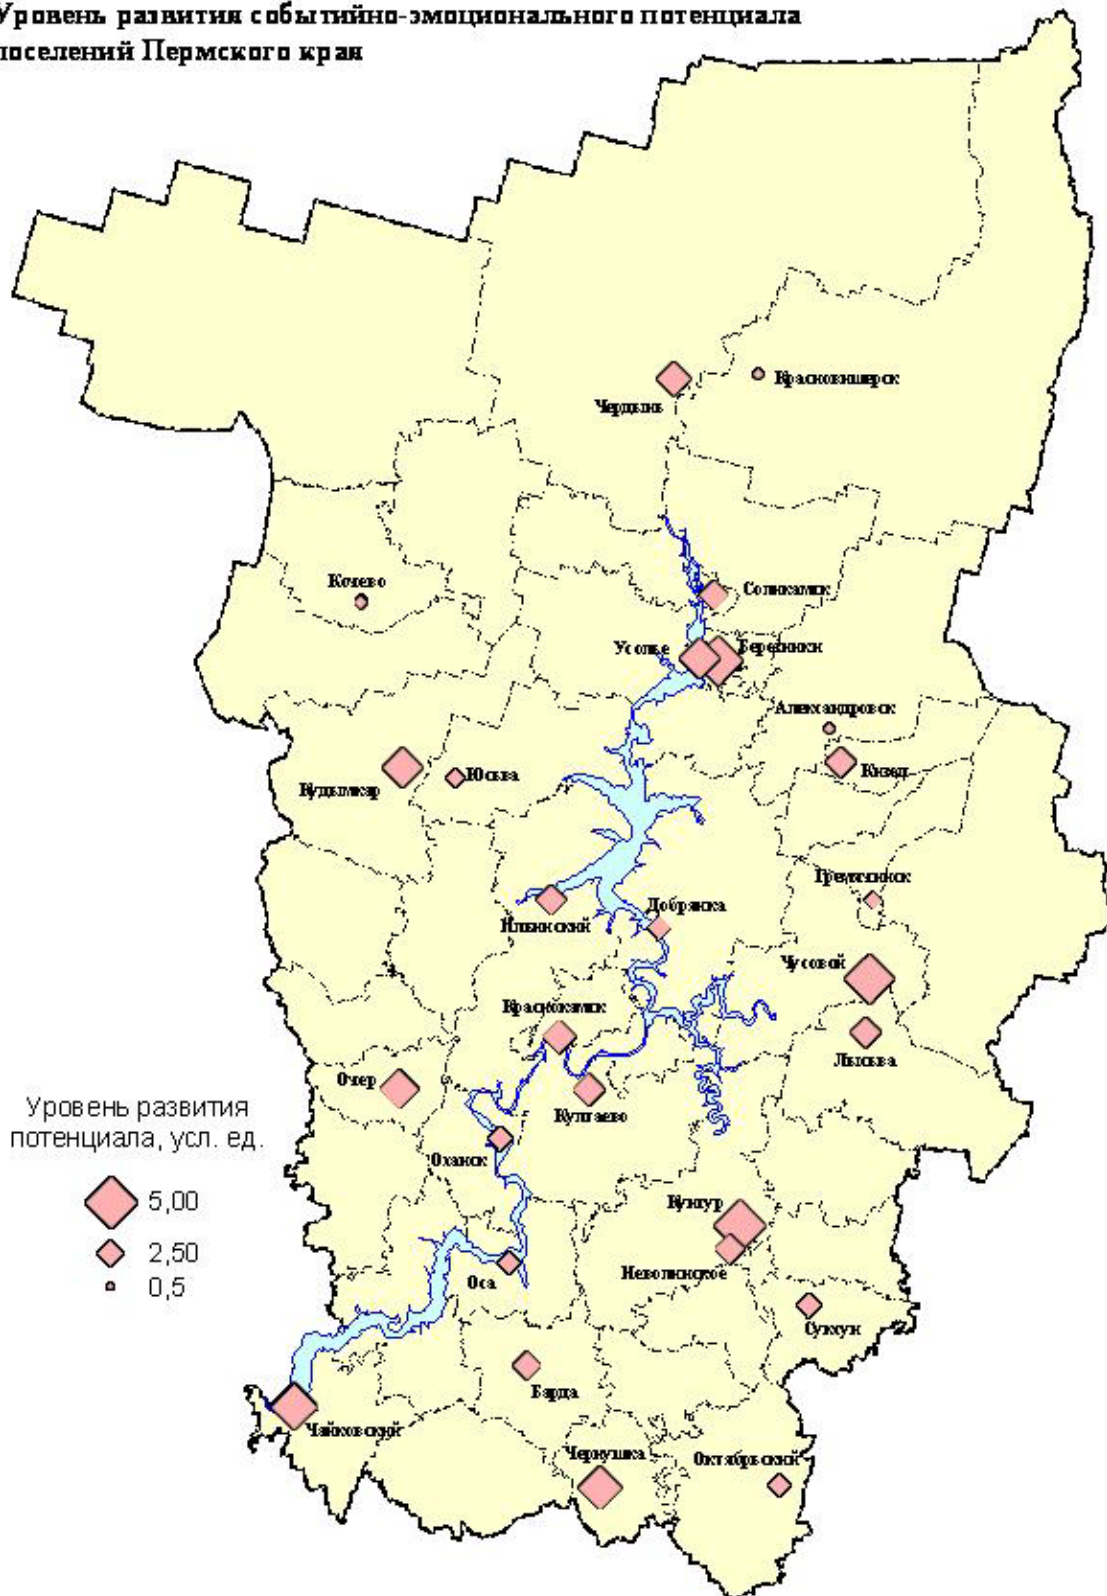 Уровень развития событийно-эмоционального потенциала
поселений Пермского края
Красновишерск
Чердынь
Кочево
Соликамск
Усолье
Березники
Александровск
Кизел
Кудымкар
Юсьва
Гремячинск
Ильинский
Добрянка
Чусовой
Краснокамск
Лысьва
Очер
Култаево
Уровень развития
потенциала, усл. ед.
Оханск
5,00
2,50
0,5
Кунгур
Неволинское
Оса
Суксун
Барда
Чайковский
Чернушка
Октябрьский